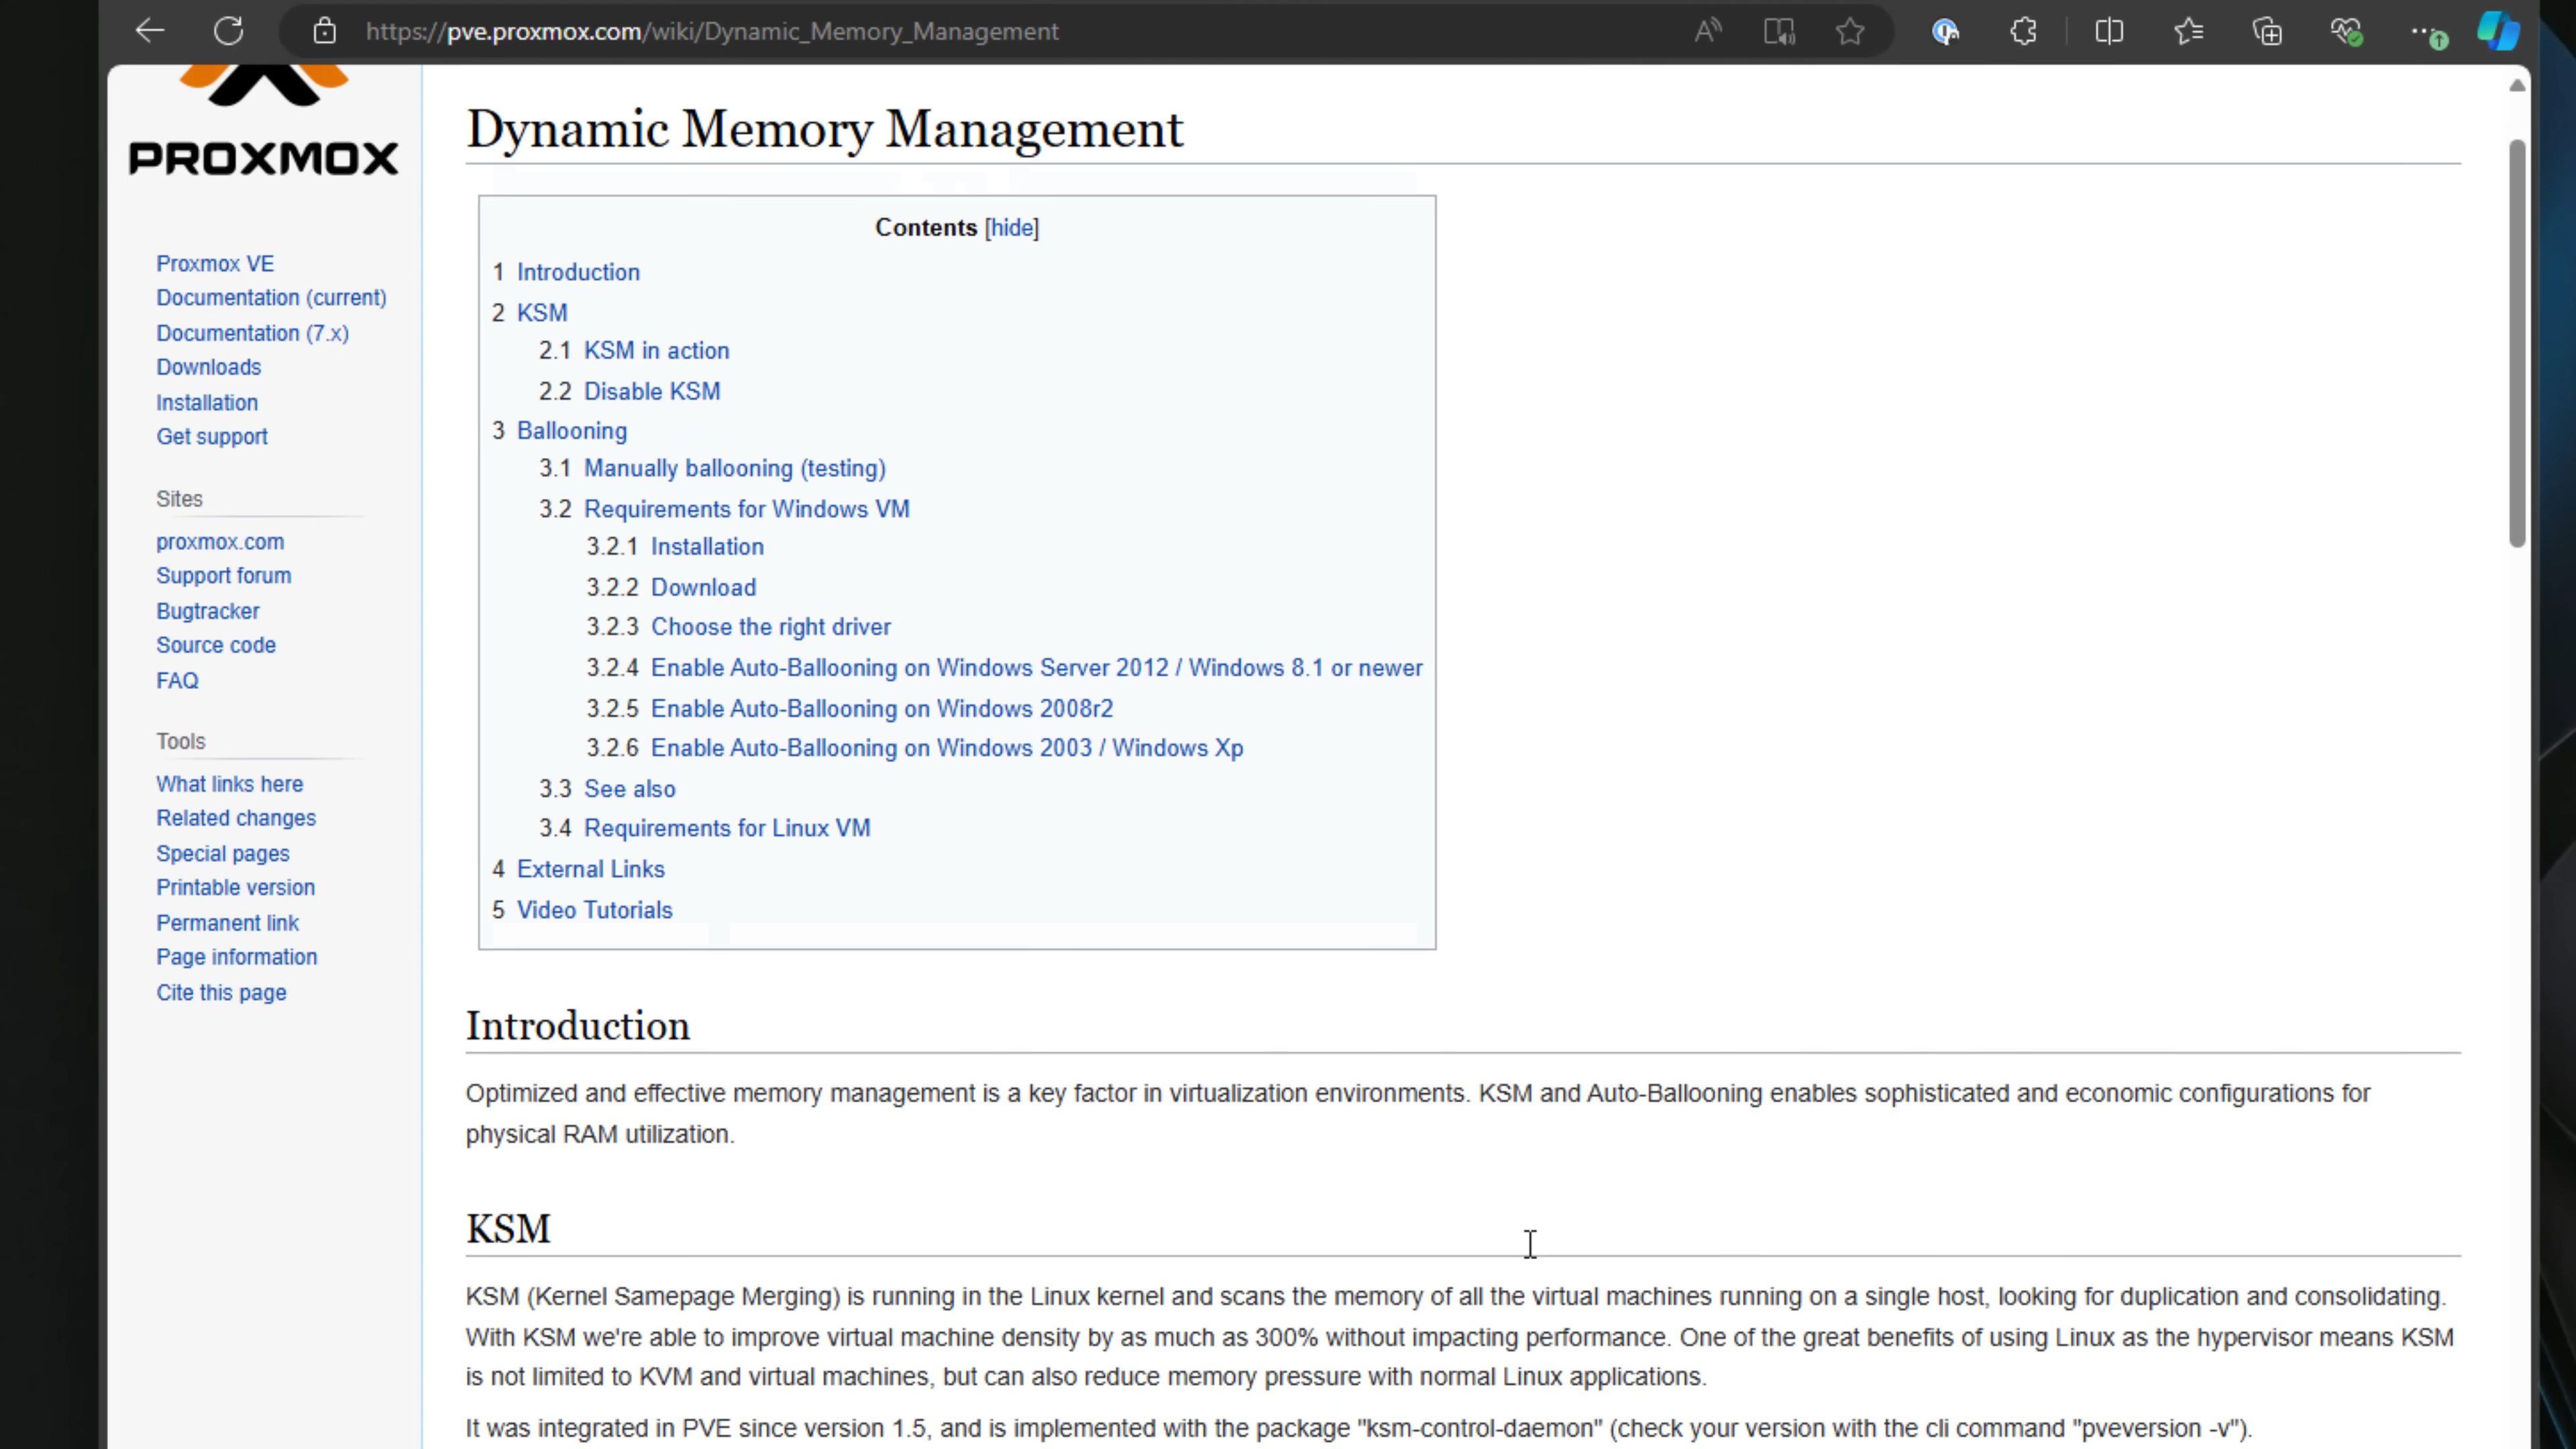 https://pve.proxmox.com/wiki/Dynamic_Memory_Management
PROXMOX
Proxmox VE
Documentation (current)
Documentation (7.x)
Downloads
Installation
Get support
Sites
proxmox.com
Support forum
Bugtracker
Source code
FAQ
Tools
What links here
Related changes
Special pages
Printable version
Permanent link
Page information
Cite this page
Dynamic Memory Management
Contents [hide]
1 Introduction
2 KSM
2.1 KSM in action
2.2 Disable KSM
3 Ballooning
3.1 Manually ballooning (testing)
3.2 Requirements for Windows VM
3.2.1 Installation
3.2.2 Download
3.2.3 Choose the right driver
3.2.4 Enable Auto-Ballooning on Windows Server 2012 / Windows 8.1 or newer
3.2.5 Enable Auto-Ballooning on Windows 2008r2
3.2.6 Enable Auto-Ballooning on Windows 2003 / Windows Xp
3.3 See also
3.4 Requirements for Linux VM
4 External Links
5 Video Tutorials
Introduction
Optimized and effective memory management is a key factor in virtualization environments. KSM and Auto-Ballooning enables sophisticated and economic configurations for
physical RAM utilization.
KSM
KSM (Kernel Samepage Merging) is running in the Linux kernel and scans the memory of all the virtual machines running on a single host, looking for duplication and consolidating.
With KSM we're able to improve virtual machine density by as much as 300% without impacting performance. One of the great benefits of using Linux as the hypervisor means KSM
is not limited to KVM and virtual machines, but can also reduce memory pressure with normal Linux applications.
It was integrated in PVE since version 1.5, and is implemented with the package "ksm-control-daemon" (check your version with the cli command "pveversion -v").